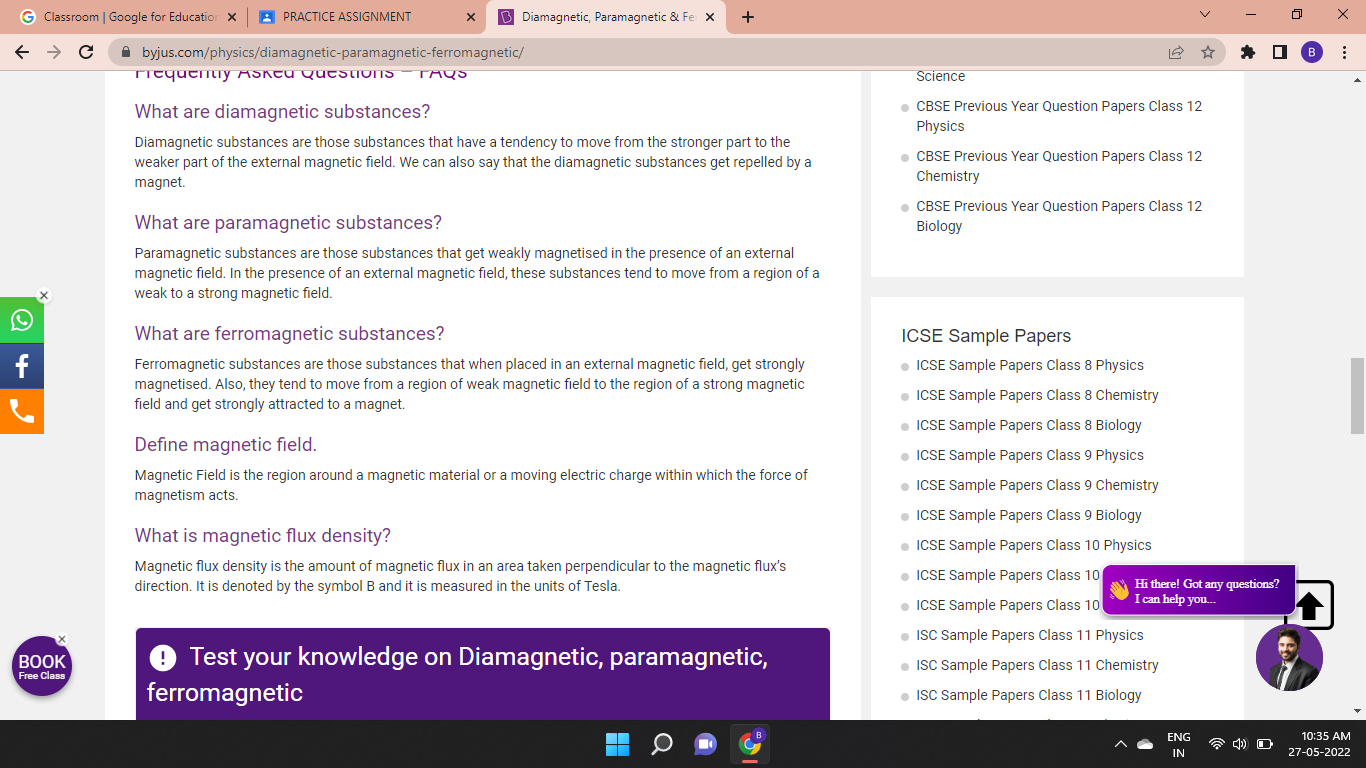 Classroom | Google for Education
PRACTICE ASSIGNMENT
Diamagnetic, Paramagnetic & Fe
byjus.com/physics/diamagnetic-paramagnetic-ferromagnetic/
B
Frequently Asked Questions – FAQs
What are diamagnetic substances?
Diamagnetic substances are those substances that have a tendency to move from the stronger part to the
weaker part of the external magnetic field. We can also say that the diamagnetic substances get repelled by a
magnet.
What are paramagnetic substances?
Paramagnetic substances are those substances that get weakly magnetised in the presence of an external
magnetic field. In the presence of an external magnetic field, these substances tend to move from a region of a
weak to a strong magnetic field.
What are ferromagnetic substances?
Ferromagnetic substances are those substances that when placed in an external magnetic field, get strongly
magnetised. Also, they tend to move from a region of weak magnetic field to the region of a strong magnetic
field and get strongly attracted to a magnet.
Define magnetic field.
Magnetic Field is the region around a magnetic material or a moving electric charge within which the force of
magnetism acts.
What is magnetic flux density?
Magnetic flux density is the amount of magnetic flux in an area taken perpendicular to the magnetic flux's
direction. It is denoted by the symbol B and it is measured in the units of Tesla.
Test your knowledge on Diamagnetic, paramagnetic,
ferromagnetic
BOOK
Free Class
Science
CBSE Previous Year Question Papers Class 12
Physics
CBSE Previous Year Question Papers Class 12
Chemistry
CBSE Previous Year Question Papers Class 12
Biology
ICSE Sample Papers
ICSE Sample Papers Class 8 Physics
ICSE Sample Papers Class 8 Chemistry
ICSE Sample Papers Class 8 Biology
ICSE Sample Papers Class 9 Physics
ICSE Sample Papers Class 9 Chemistry
ICSE Sample Papers Class 9 Biology
ICSE Sample Papers Class 10 Physics
ICSE Sample Papers Class 10
ICSE Sample Papers Class 10
ISC Sample Papers Class 11 Physics
ISC Sample Papers Class 11 Chemistry
ISC Sample Papers Class 11 Biology
Hi there! Got any questions?
I can help you...
B
ENG
IN
10:35 AM
27-05-2022